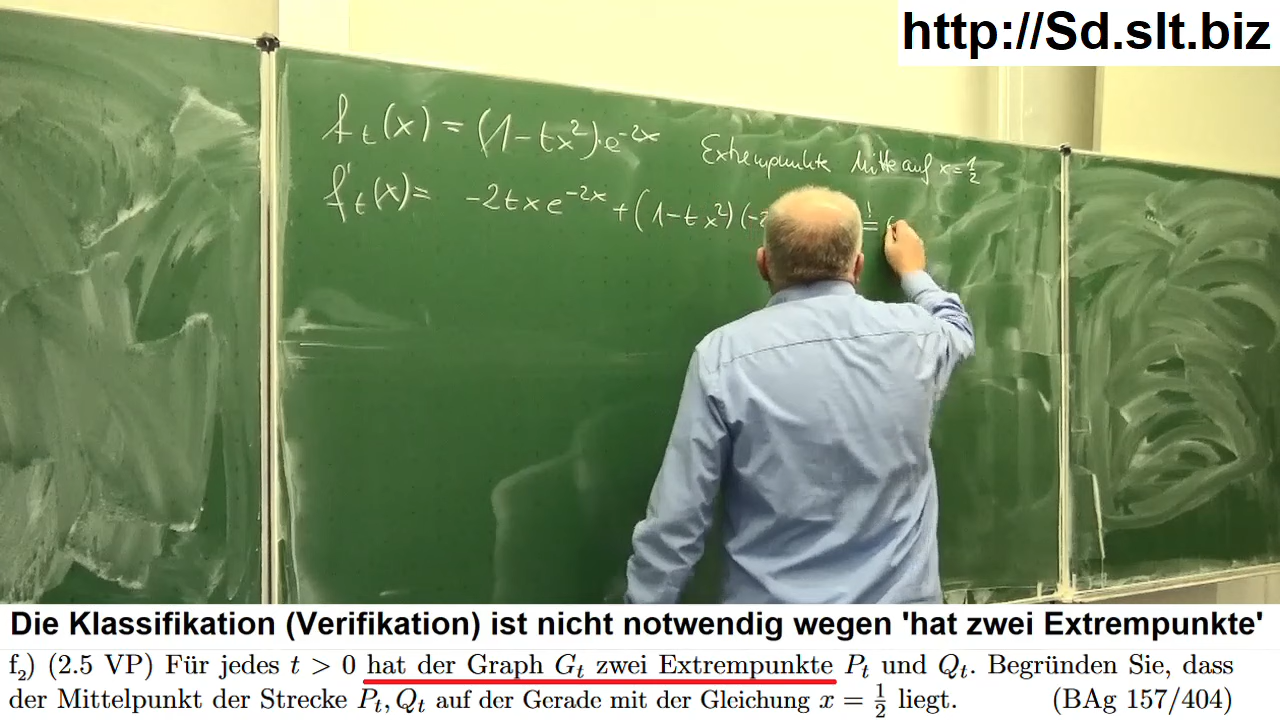 http://Sd.slt.biz
f_t(x) = (1-tx²)·e^{-2x}
Extrempunkte Mitte auf x=½
f'_t(x)= -2txe^{-2x} + (1-tx²)(-2 =!
Die Klassifikation (Verifikation) ist nicht notwendig wegen 'hat zwei Extrempunkte'
f₂) (2.5 VP) Für jedes t > 0 hat der Graph G_t zwei Extrempunkte P_t und Q_t. Begründen Sie, dass
der Mittelpunkt der Strecke P_t, Q_t auf der Gerade mit der Gleichung x = ½ liegt. (BAg 157/404)